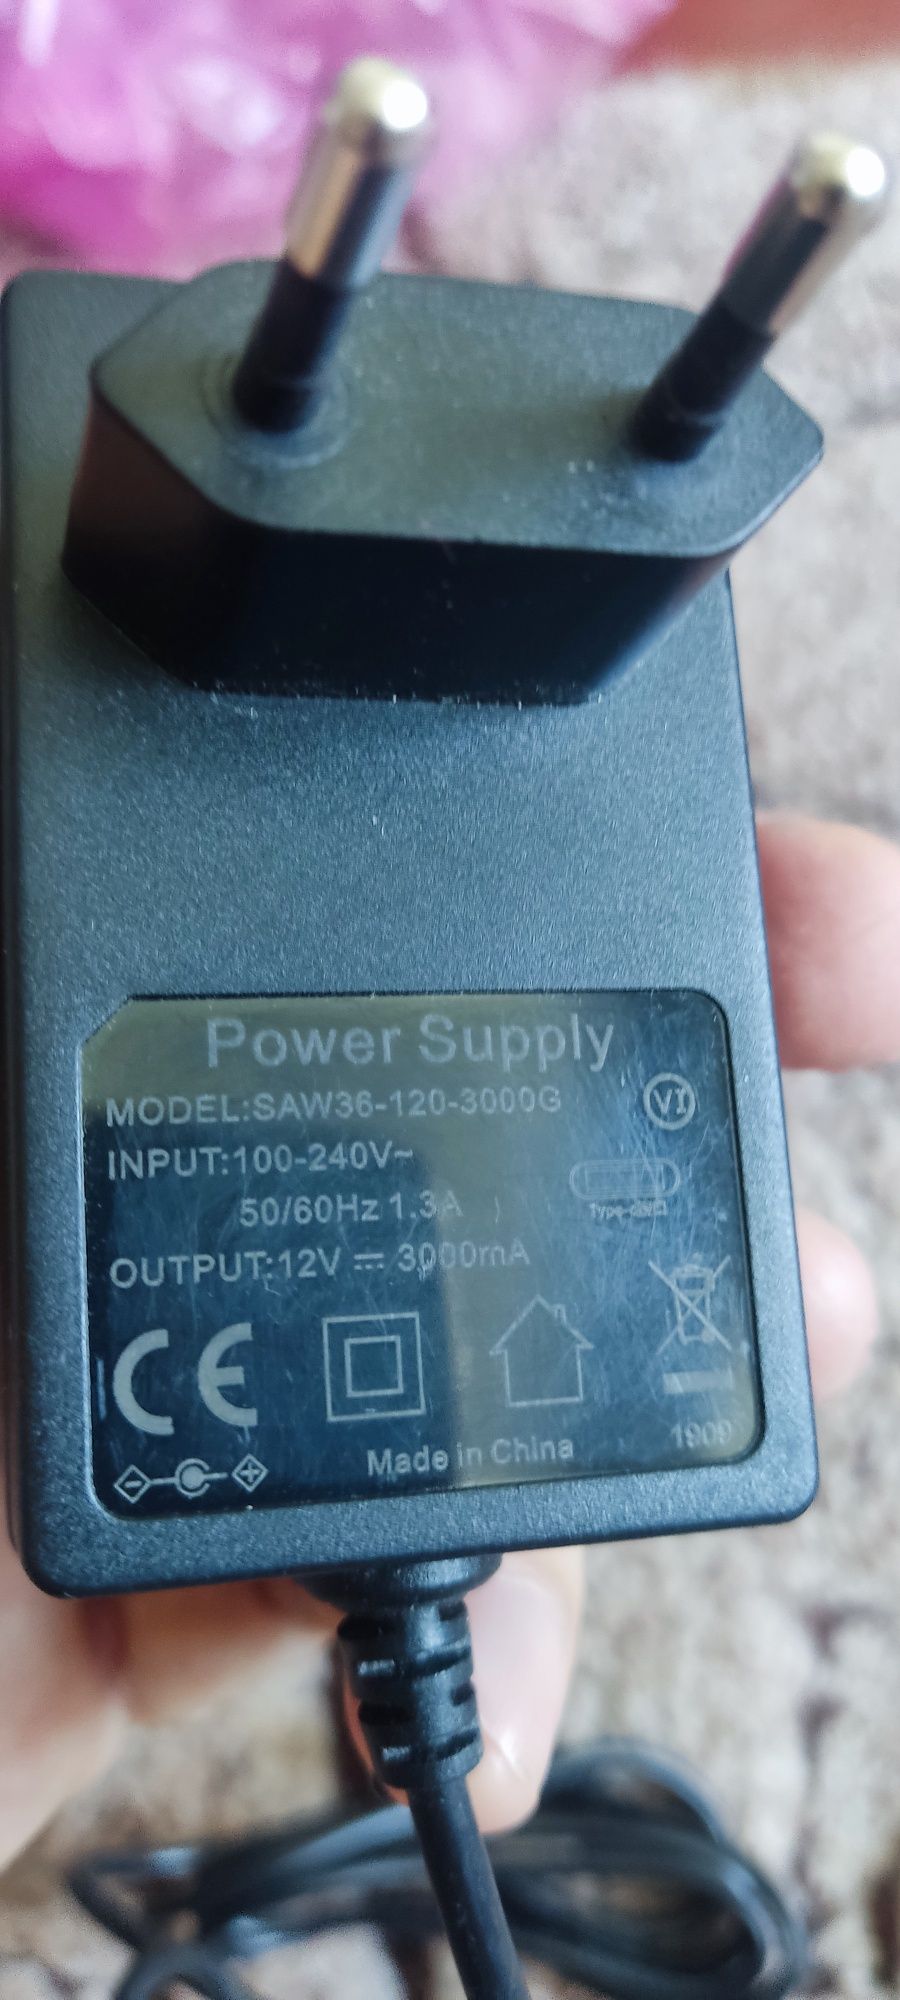 Power Supply
MODEL:SAW36-120-3000G
VI
INPUT:100-240V~
50/60Hz 1.3A
OUTPUT:12V ⎓ 3000mA
CE
Made in China
1909